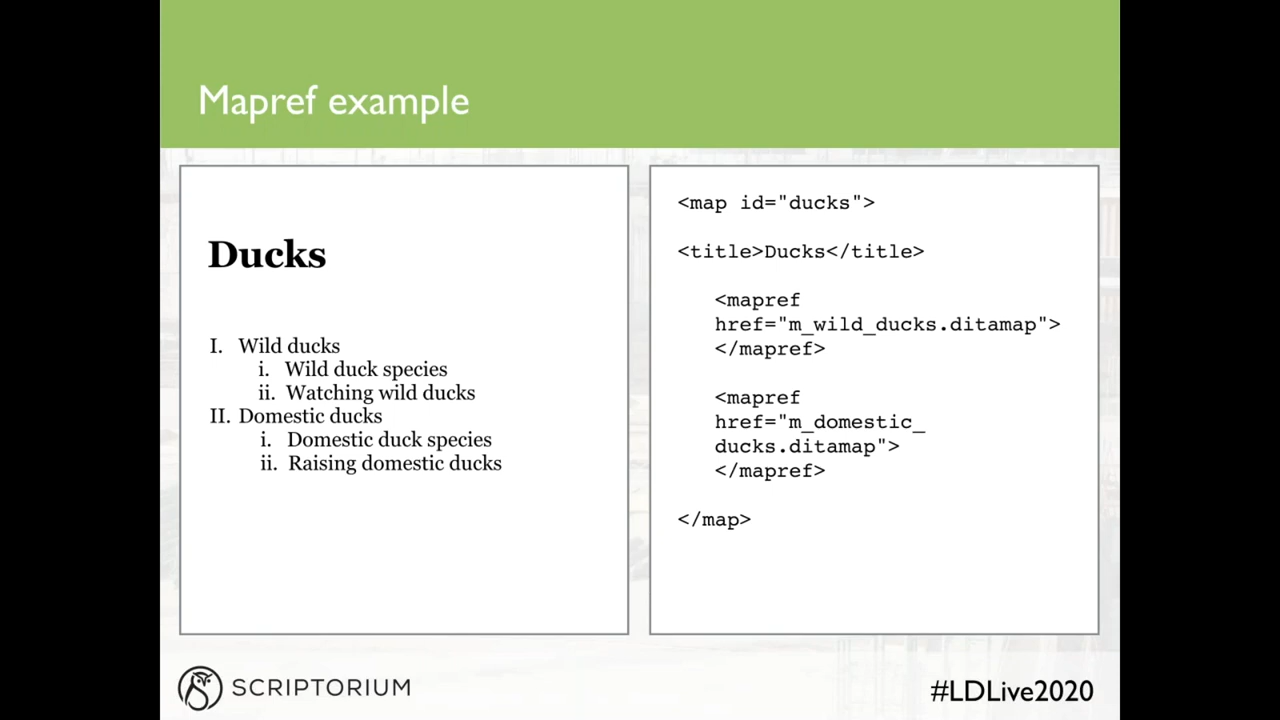 Mapref example
Ducks
I. Wild ducks
i. Wild duck species
ii. Watching wild ducks
II. Domestic ducks
i. Domestic duck species
ii. Raising domestic ducks
<map id="ducks">
<title>Ducks</title>
<mapref
href="m_wild_ducks.ditamap">
</mapref>
<mapref
href="m_domestic_
ducks.ditamap">
</mapref>
</map>
SCRIPTORIUM
#LDLive2020